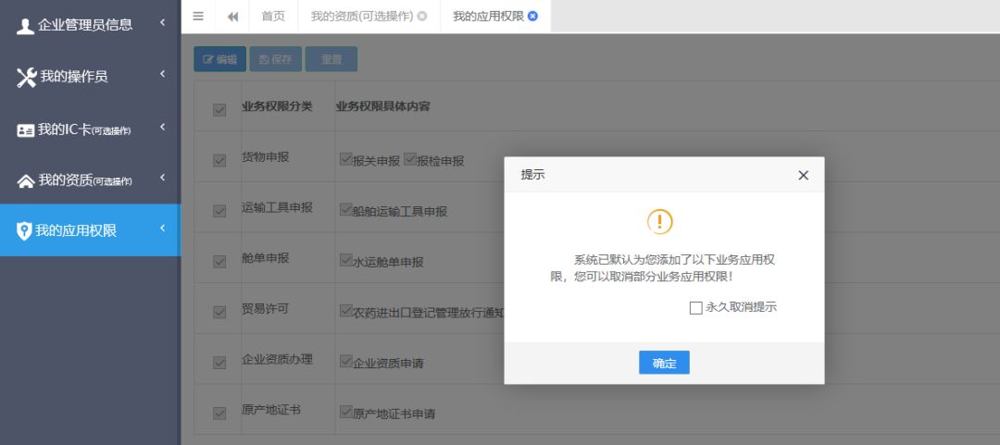 首页
我的资质(可选操作)
我的应用权限
企业管理员信息
我的操作员
我的IC卡(可选操作)
我的资质(可选操作)
我的应用权限
编辑
保存
重置
业务权限分类 业务权限具体内容
货物申报 报关申报 报检申报
运输工具申报 船舶运输工具申报
舱单申报 水运舱单申报
贸易许可 农药进出口登记管理放行通知
企业资质办理 企业资质申请
原产地证书 原产地证书申请
提示
系统已默认为您添加了以下业务应用权
限，您可以取消部分业务应用权限！
永久取消提示
确定